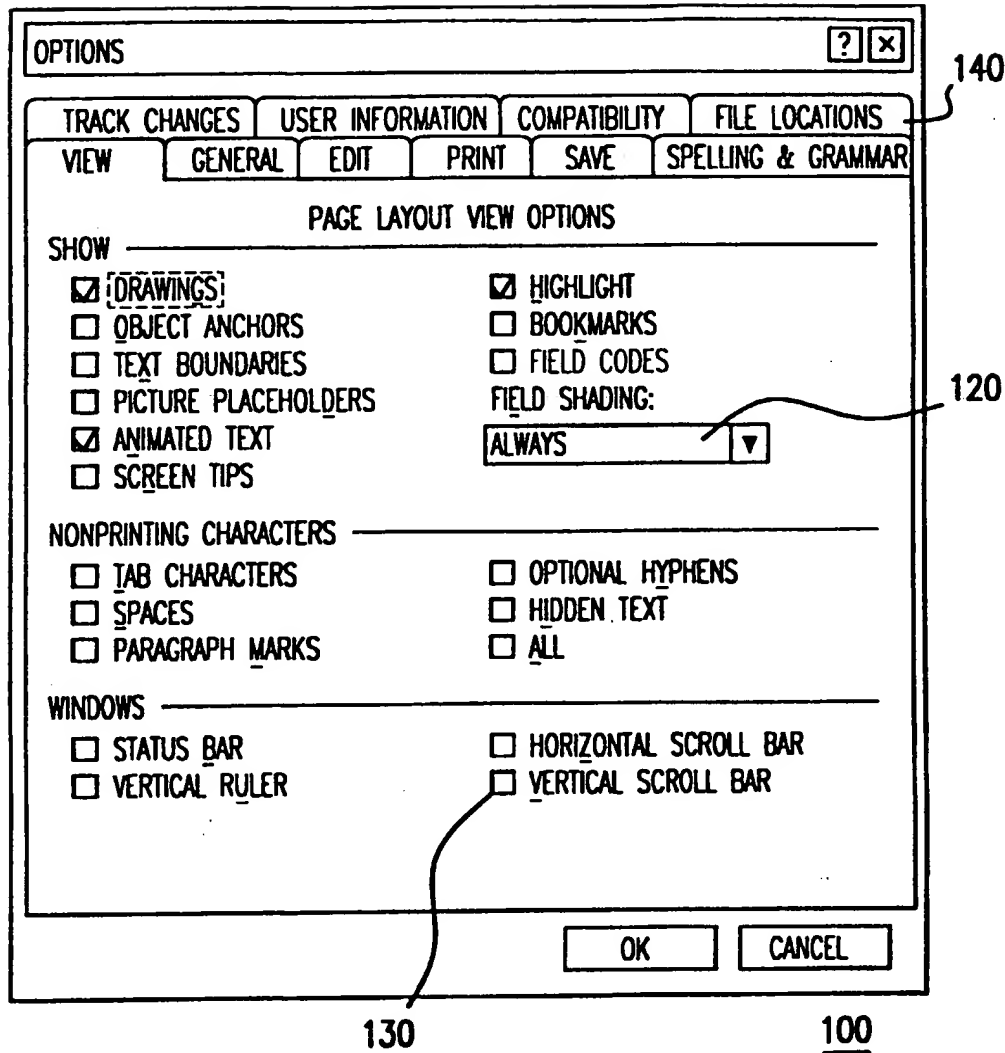 OPTIONS ? ×
140
TRACK CHANGES USER INFORMATION COMPATIBILITY FILE LOCATIONS
VIEW GENERAL EDIT PRINT SAVE SPELLING & GRAMMAR
PAGE LAYOUT VIEW OPTIONS
SHOW
DRAWINGS
OBJECT ANCHORS
TEXT BOUNDARIES
PICTURE PLACEHOLDERS
ANIMATED TEXT
SCREEN TIPS
HIGHLIGHT
BOOKMARKS
FIELD CODES
FIELD SHADING:
120
ALWAYS
NONPRINTING CHARACTERS
TAB CHARACTERS
SPACES
PARAGRAPH MARKS
OPTIONAL HYPHENS
HIDDEN TEXT
ALL
WINDOWS
STATUS BAR
VERTICAL RULER
HORIZONTAL SCROLL BAR
VERTICAL SCROLL BAR
OK CANCEL
130 100